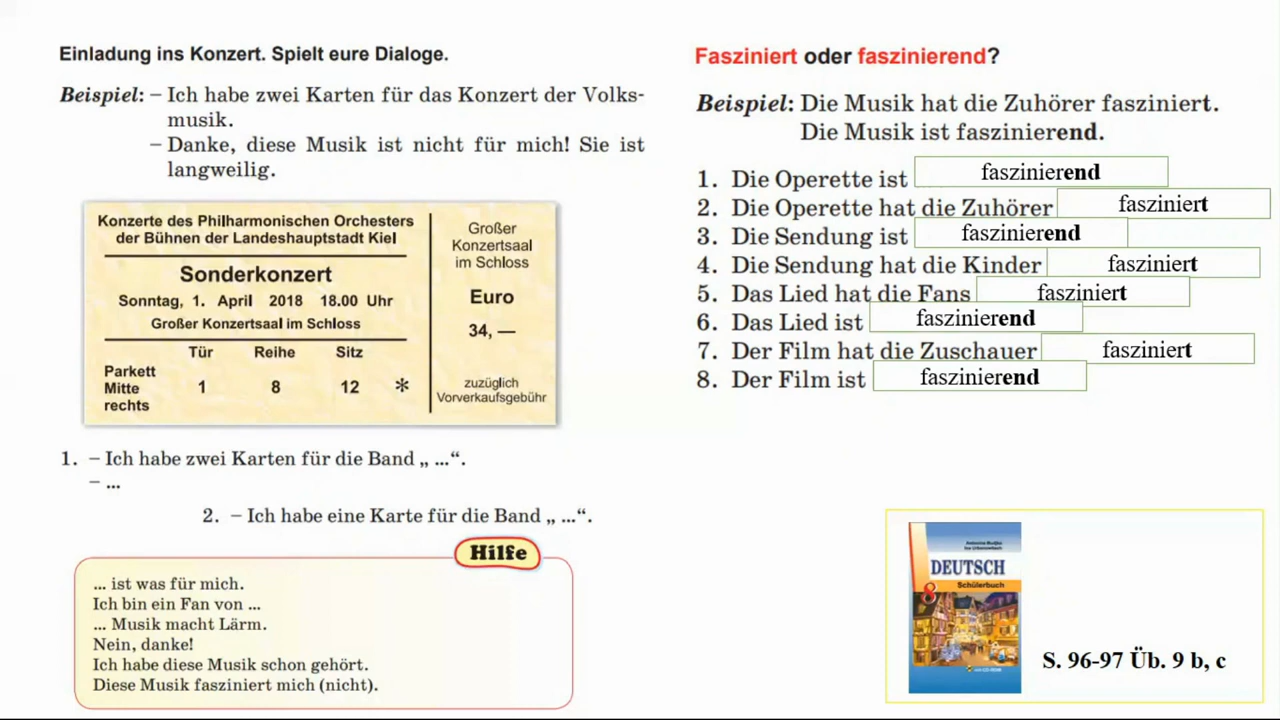 Einladung ins Konzert. Spielt eure Dialoge.
Beispiel: – Ich habe zwei Karten für das Konzert der Volks-
musik.
– Danke, diese Musik ist nicht für mich! Sie ist
langweilig.
Konzerte des Philharmonischen Orchesters
der Bühnen der Landeshauptstadt Kiel
Sonderkonzert
Sonntag, 1. April 2018 18.00 Uhr
Großer Konzertsaal im Schloss
Tür Reihe Sitz
Parkett
Mitte 1 8 12 *
rechts
Großer
Konzertsaal
im Schloss
Euro
34, —
zuzüglich
Vorverkaufsgebühr
1. – Ich habe zwei Karten für die Band „ ...“.
– ...
2. – Ich habe eine Karte für die Band „ ...“.
Hilfe
... ist was für mich.
Ich bin ein Fan von ...
... Musik macht Lärm.
Nein, danke!
Ich habe diese Musik schon gehört.
Diese Musik fasziniert mich (nicht).
Fasziniert oder faszinierend?
Beispiel: Die Musik hat die Zuhörer fasziniert.
Die Musik ist faszinierend.
1. Die Operette ist faszinierend
2. Die Operette hat die Zuhörer fasziniert
3. Die Sendung ist faszinierend
4. Die Sendung hat die Kinder fasziniert
5. Das Lied hat die Fans fasziniert
6. Das Lied ist faszinierend
7. Der Film hat die Zuschauer fasziniert
8. Der Film ist faszinierend
DEUTSCH
Schülerbuch
8
S. 96-97 Üb. 9 b, c